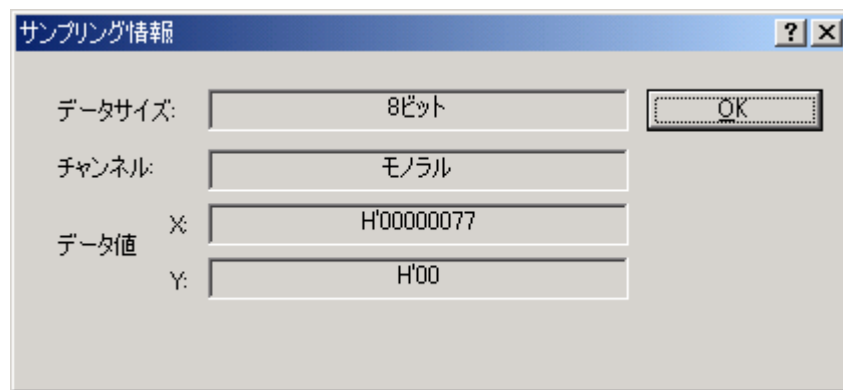 サンプリング情報
データサイズ: 8ビット OK
チャンネル: モノラル
データ値
X: H'00000077
Y: H'00